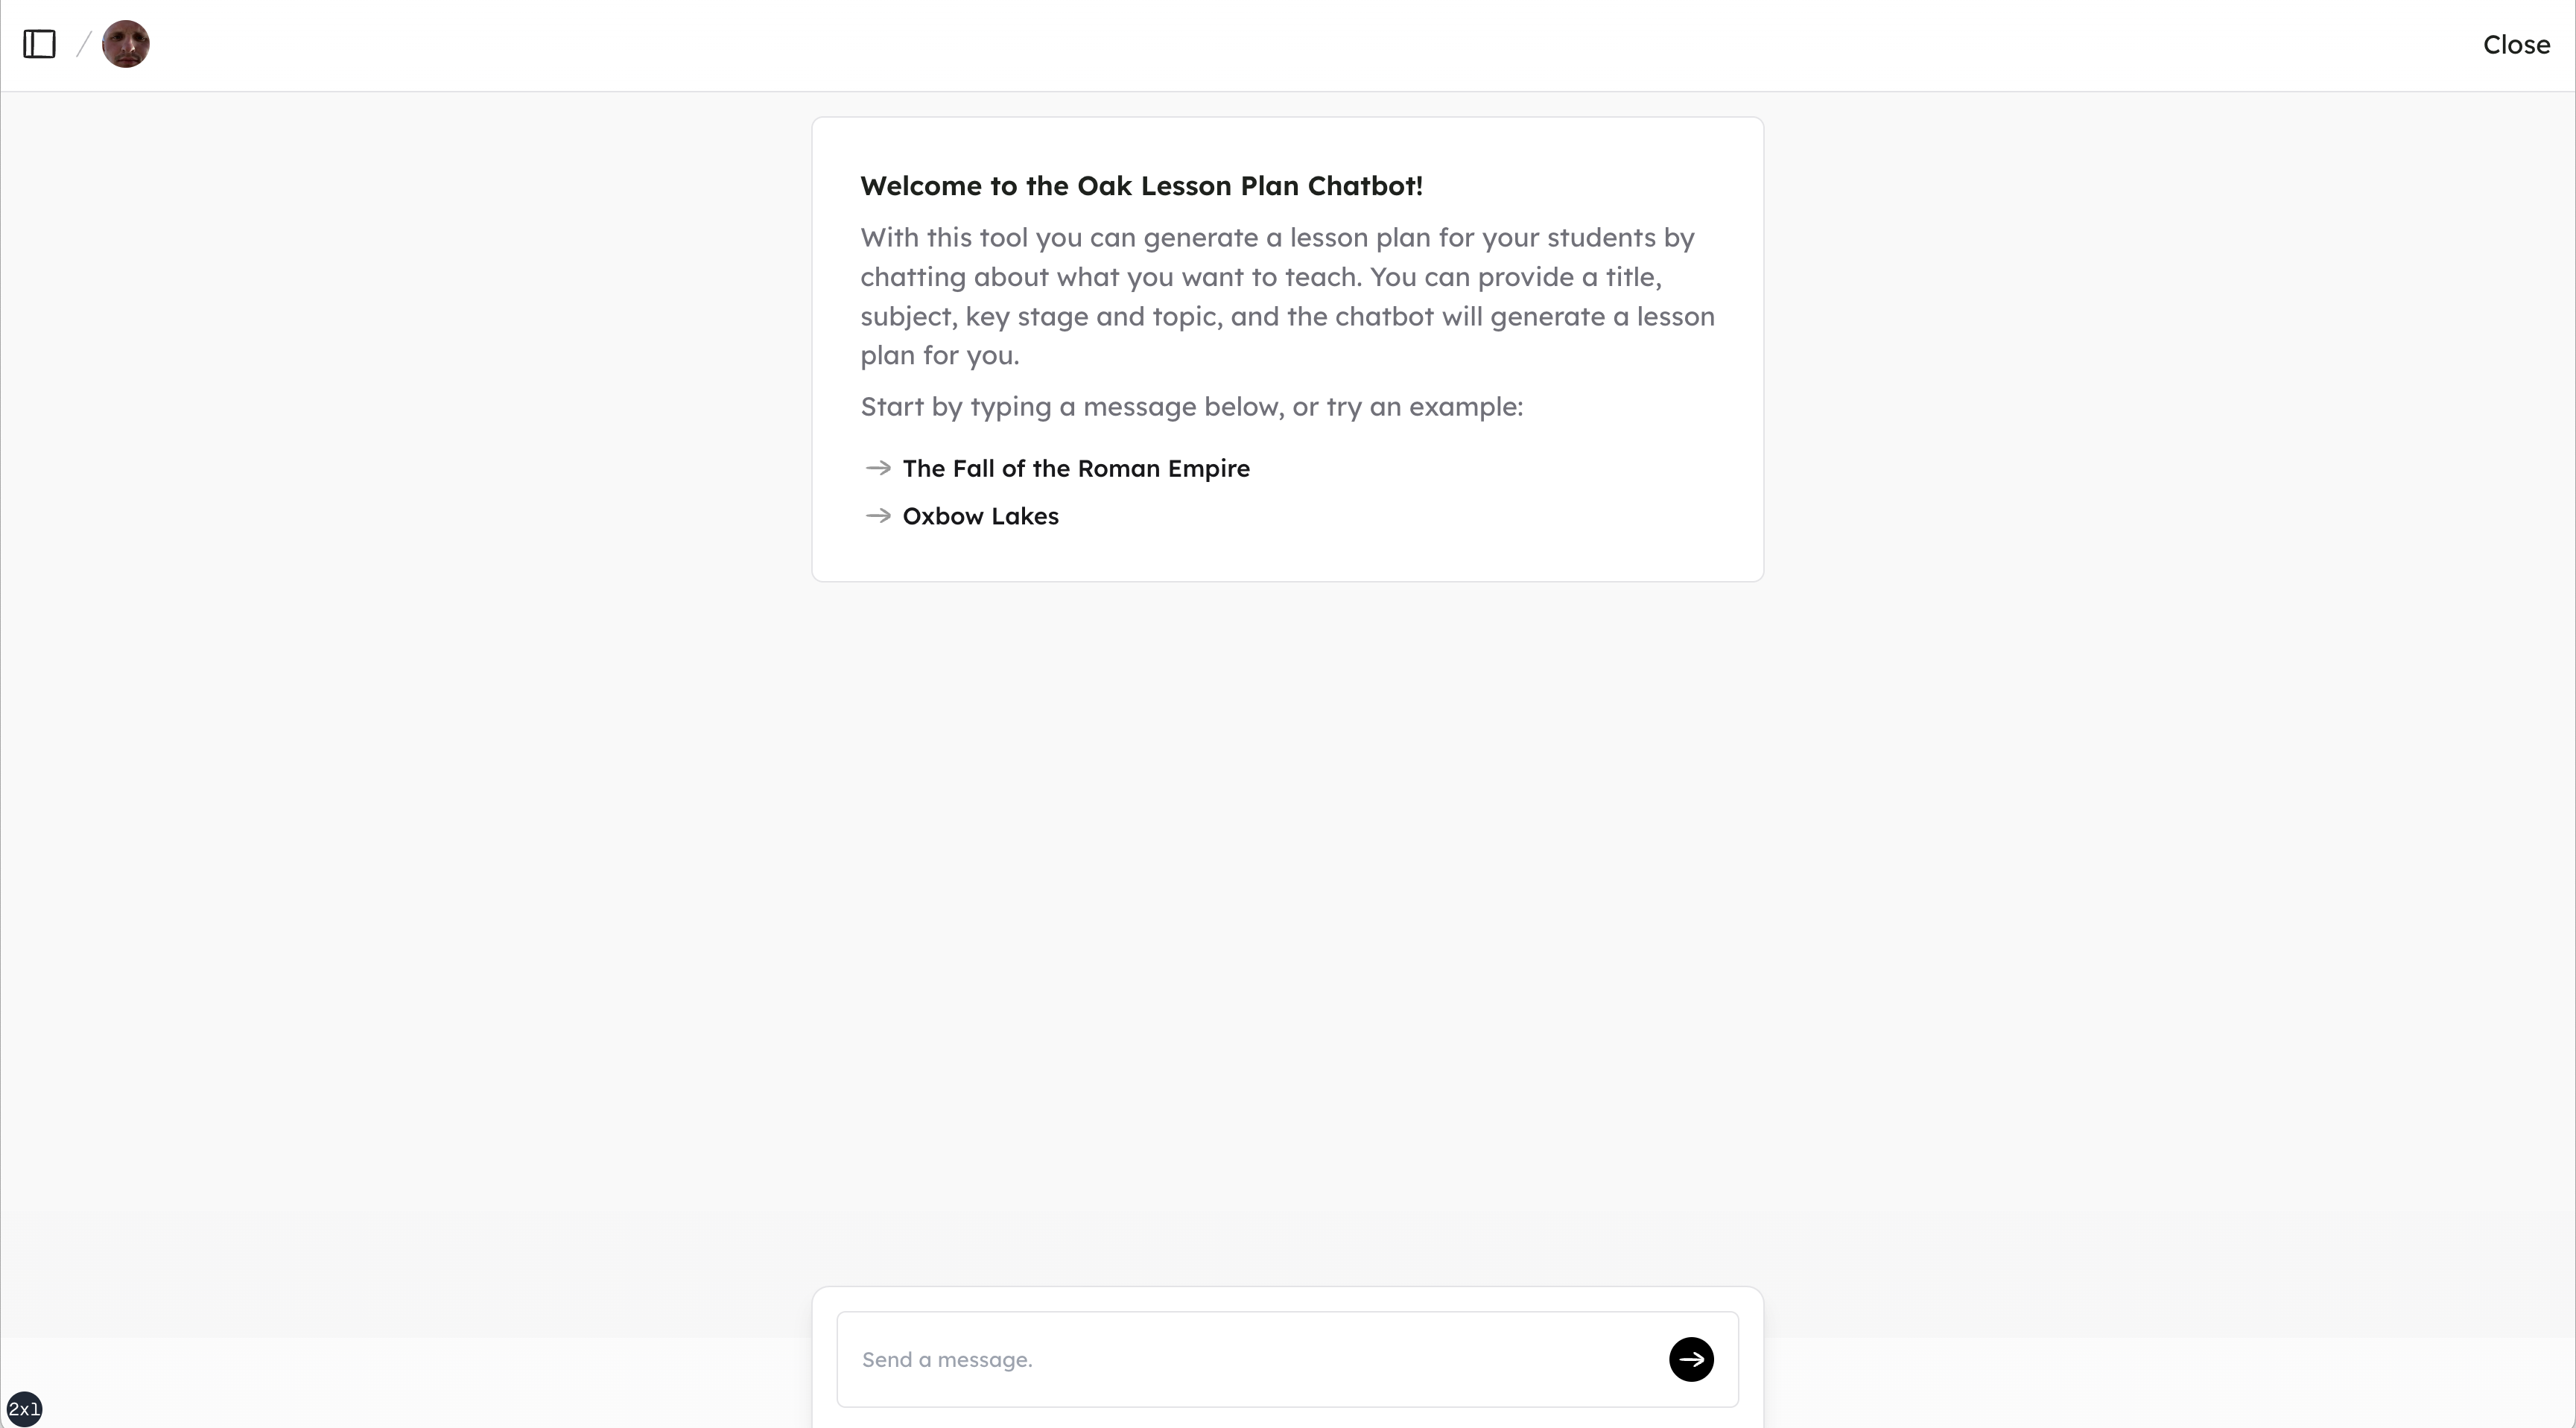 Close
Welcome to the Oak Lesson Plan Chatbot!
With this tool you can generate a lesson plan for your students by
chatting about what you want to teach. You can provide a title,
subject, key stage and topic, and the chatbot will generate a lesson
plan for you.
Start by typing a message below, or try an example:
The Fall of the Roman Empire
Oxbow Lakes
Send a message.
2xl